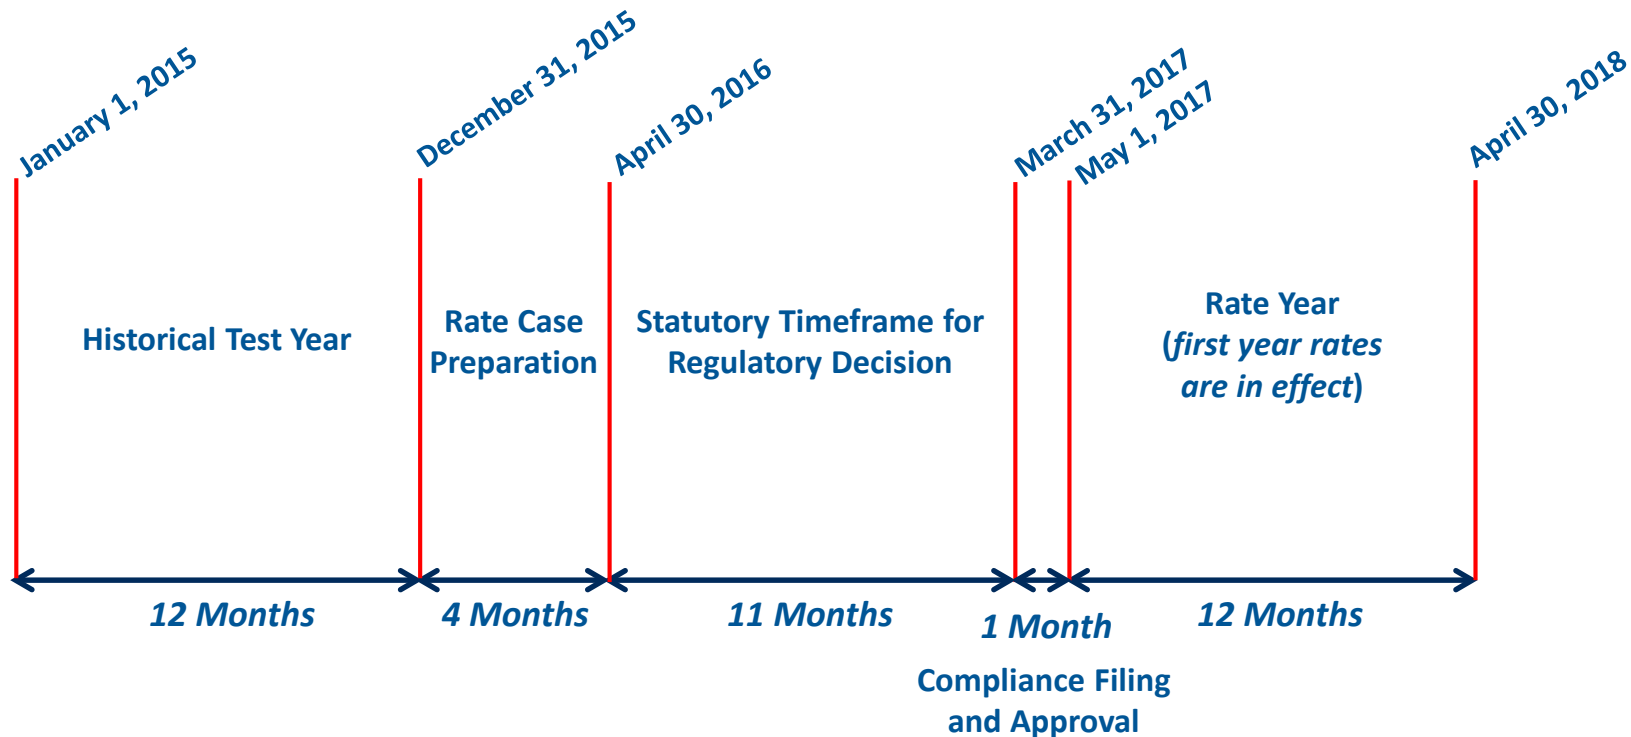 January 1, 2015
December 31, 2015
April 30, 2016
March 31, 2017
May 1, 2017
April 30, 2018
Historical Test Year
Rate Case
Preparation
Statutory Timeframe for
Regulatory Decision
Rate Year
(first year rates
are in effect)
12 Months
4 Months
11 Months
1 Month
12 Months
Compliance Filing
and Approval